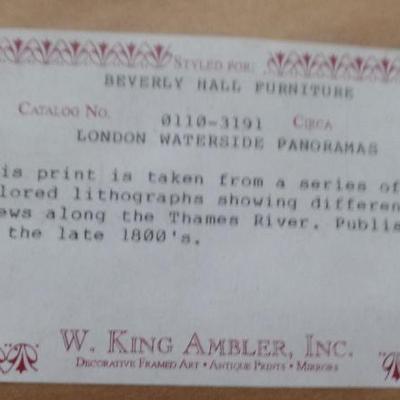 STYLED FOR:
BEVERLY HALL FURNITURE
CATALOG NO. 0110-3191 CIRCA
LONDON WATERSIDE PANORAMAS
is print is taken from a series of
lored lithographs showing differen
ews along the Thames River. Publis
the late 1800's.
W. KING AMBLER, INC.
DECORATIVE FRAMED ART • ANTIQUE PRINTS • MIRRORS